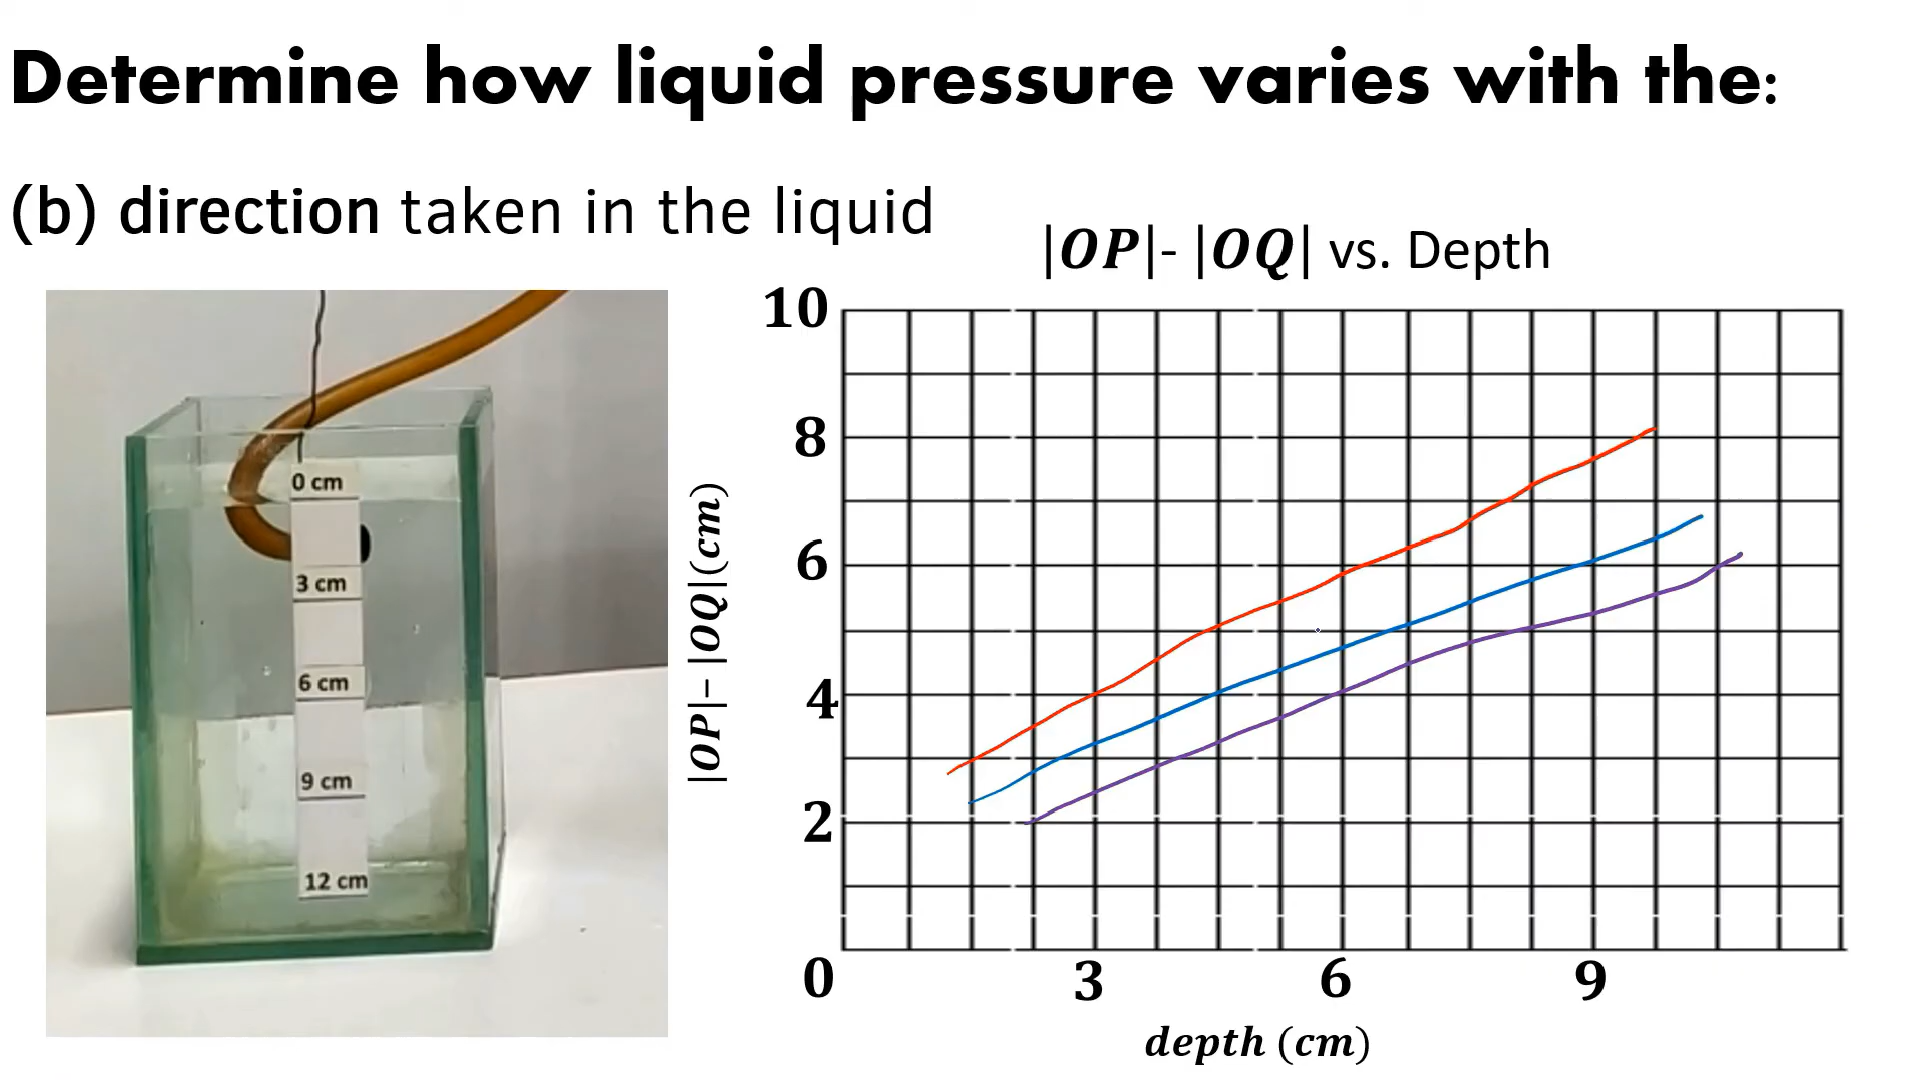 Determine how liquid pressure varies with the:
(b) direction taken in the liquid
|OP|- |OQ| vs. Depth
0 cm
3 cm
6 cm
9 cm
12 cm
|OP|− |OQ|(cm)
10
8
6
4
2
0
3
6
9
depth (cm)